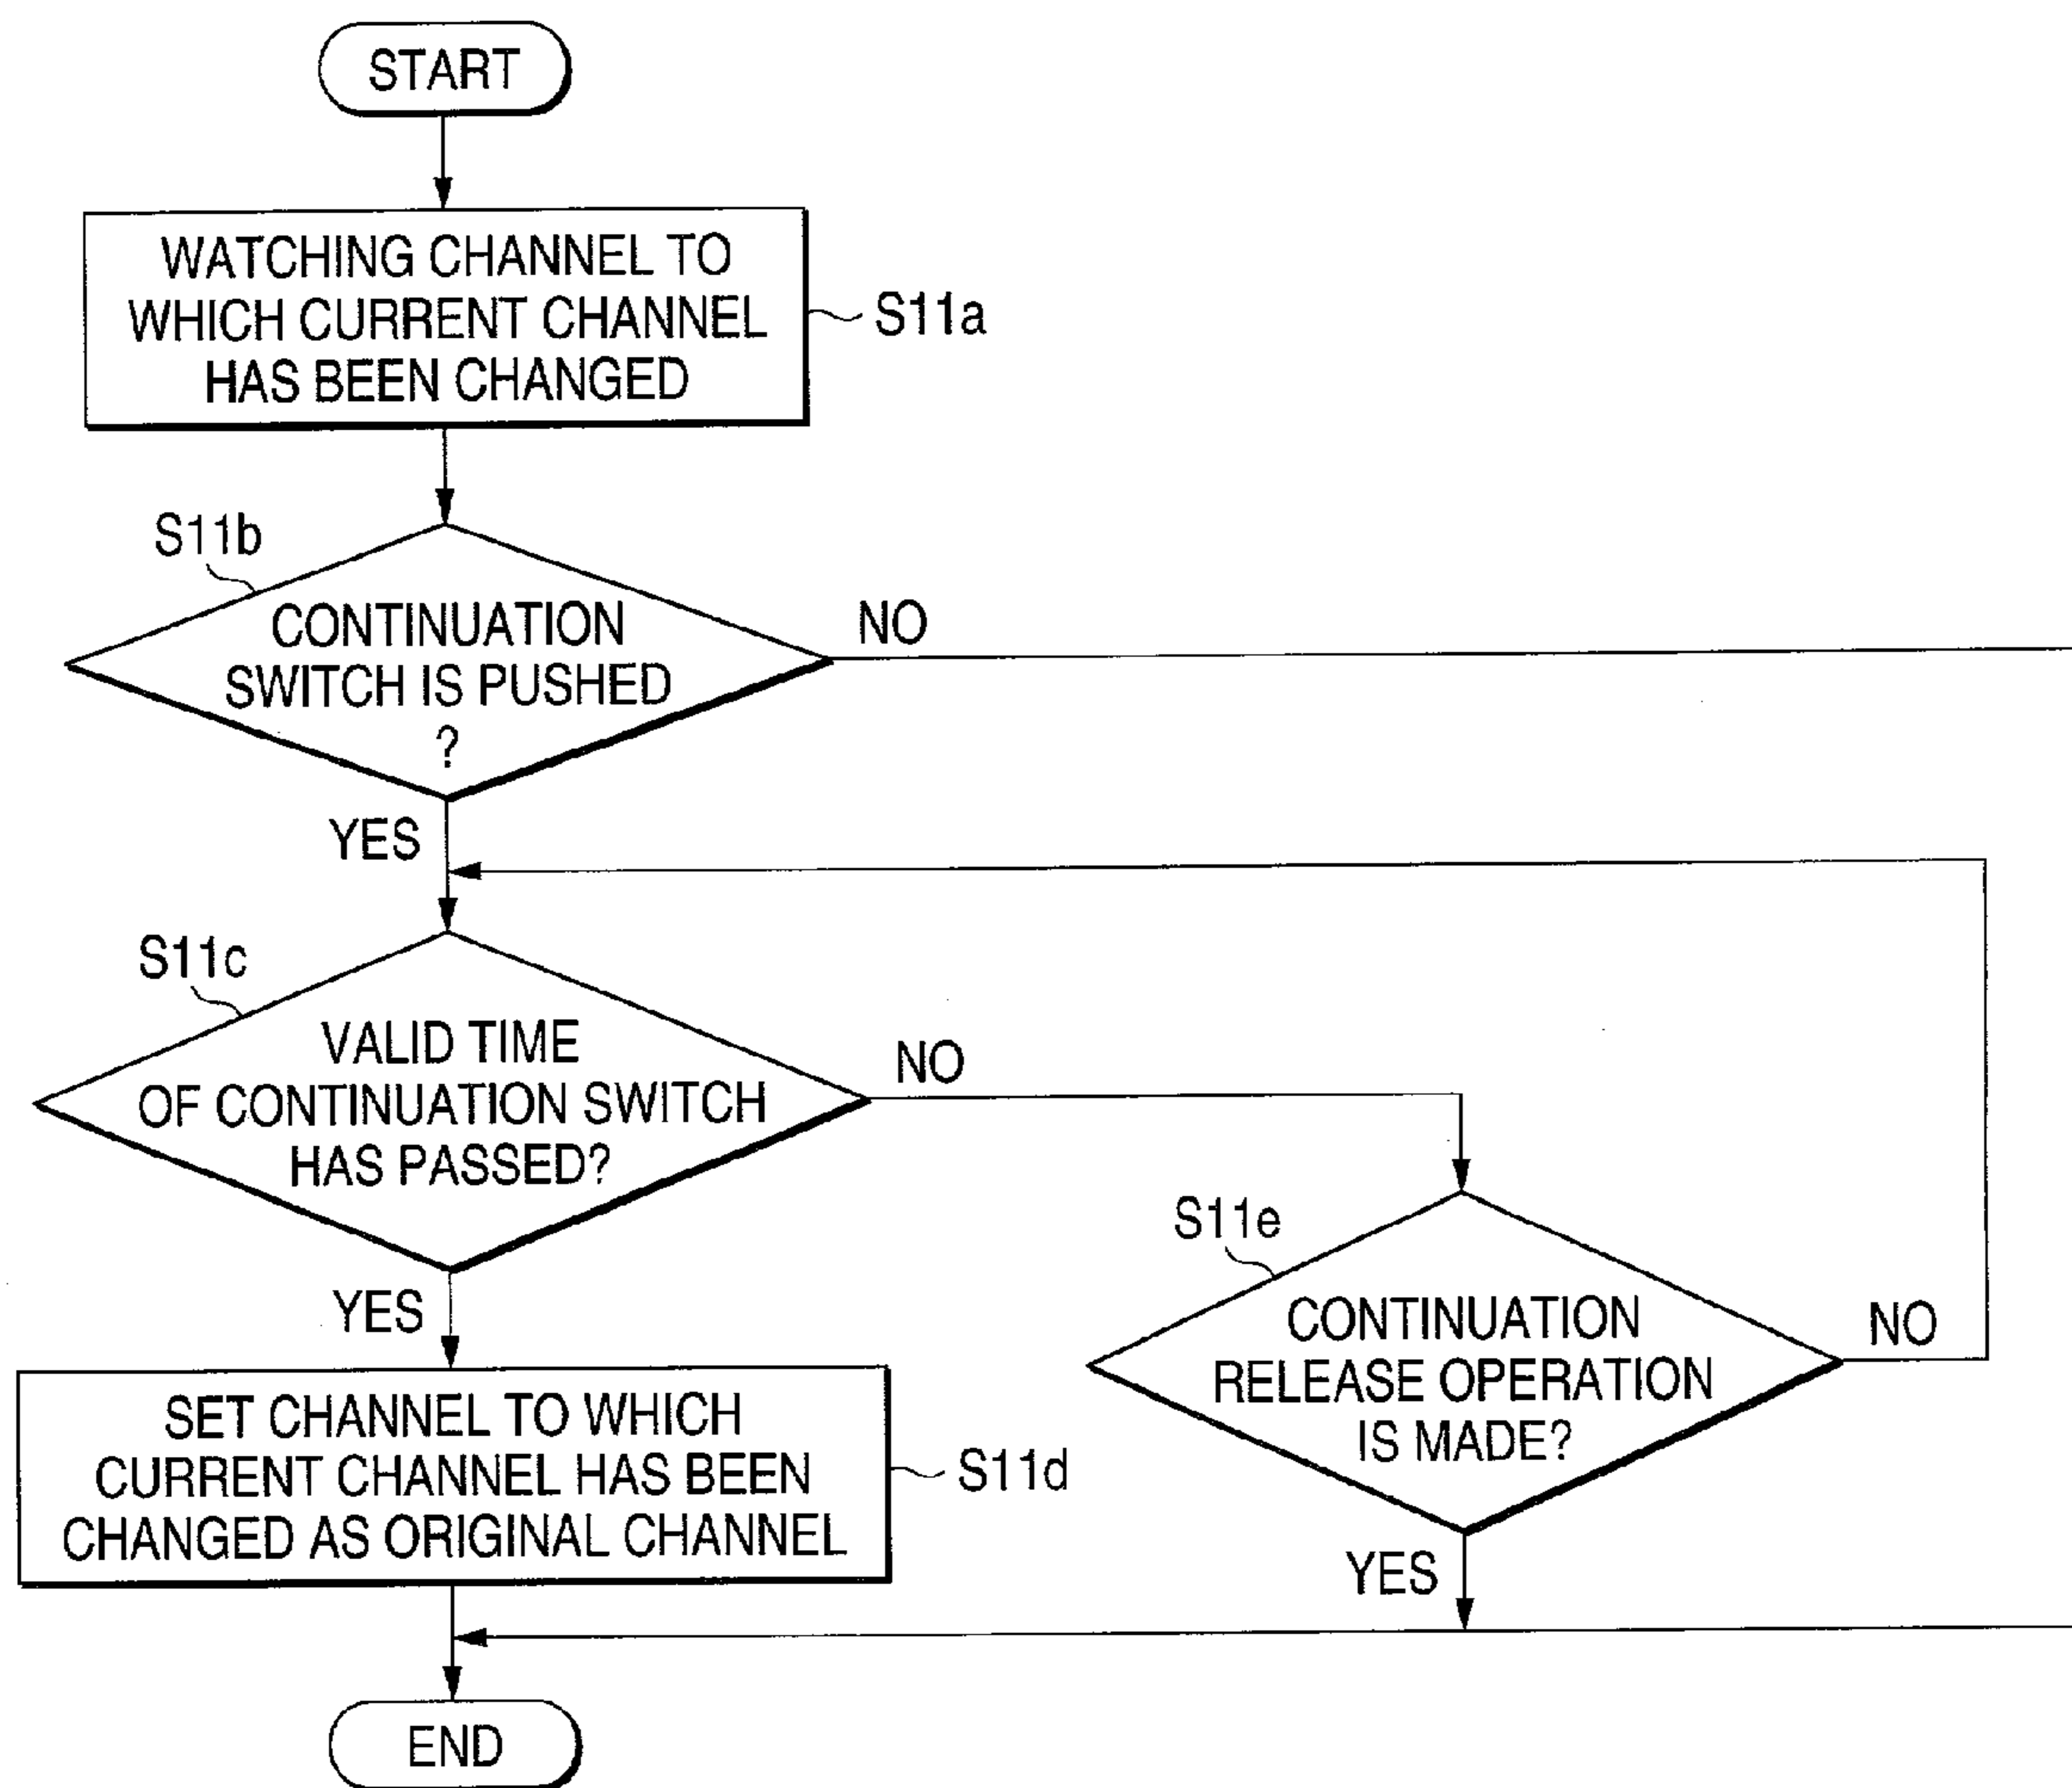 START
WATCHING CHANNEL TO
WHICH CURRENT CHANNEL
HAS BEEN CHANGED
S11a
S11b
CONTINUATION
SWITCH IS PUSHED
?
NO
YES
S11c
VALID TIME
OF CONTINUATION SWITCH
HAS PASSED?
NO
YES
S11e
CONTINUATION
RELEASE OPERATION
IS MADE?
NO
YES
SET CHANNEL TO WHICH
CURRENT CHANNEL HAS BEEN
CHANGED AS ORIGINAL CHANNEL
S11d
END